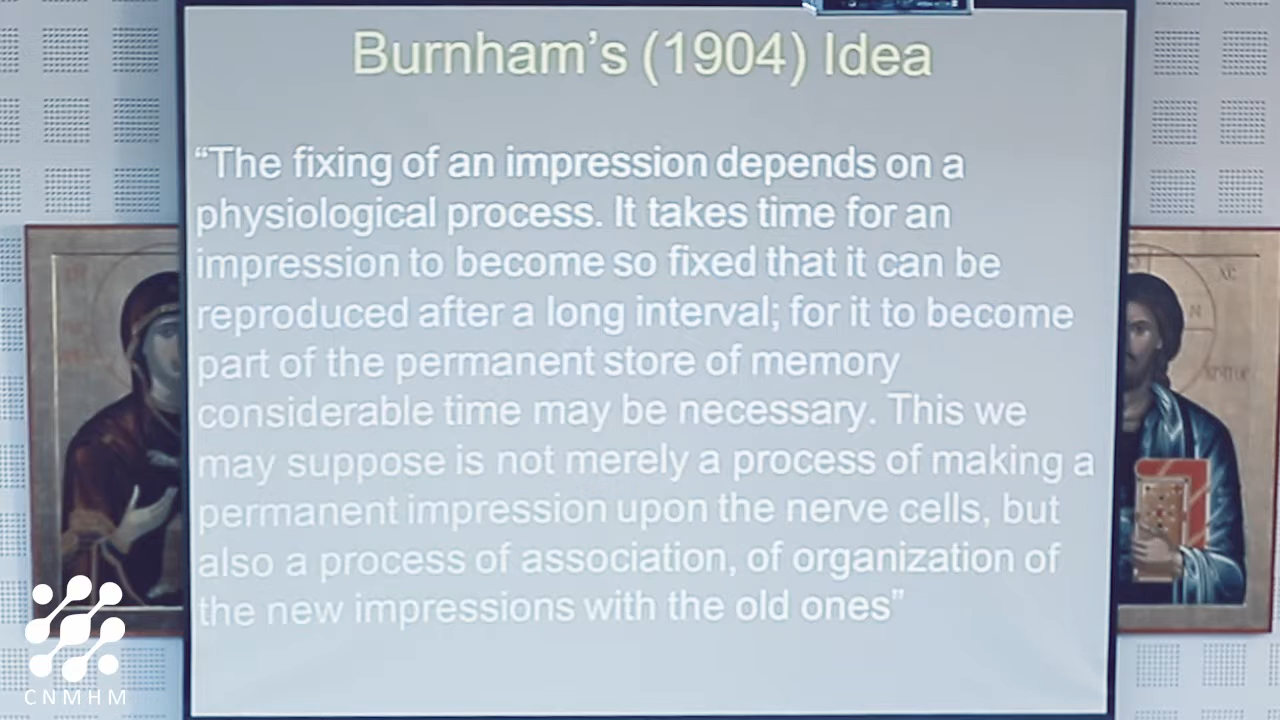 Burnham's (1904) Idea
“The fixing of an impression depends on a
physiological process. It takes time for an
impression to become so fixed that it can be
reproduced after a long interval; for it to become
part of the permanent store of memory
considerable time may be necessary. This we
may suppose is not merely a process of making a
permanent impression upon the nerve cells, but
also a process of association, of organization of
the new impressions with the old ones”
CNMHM